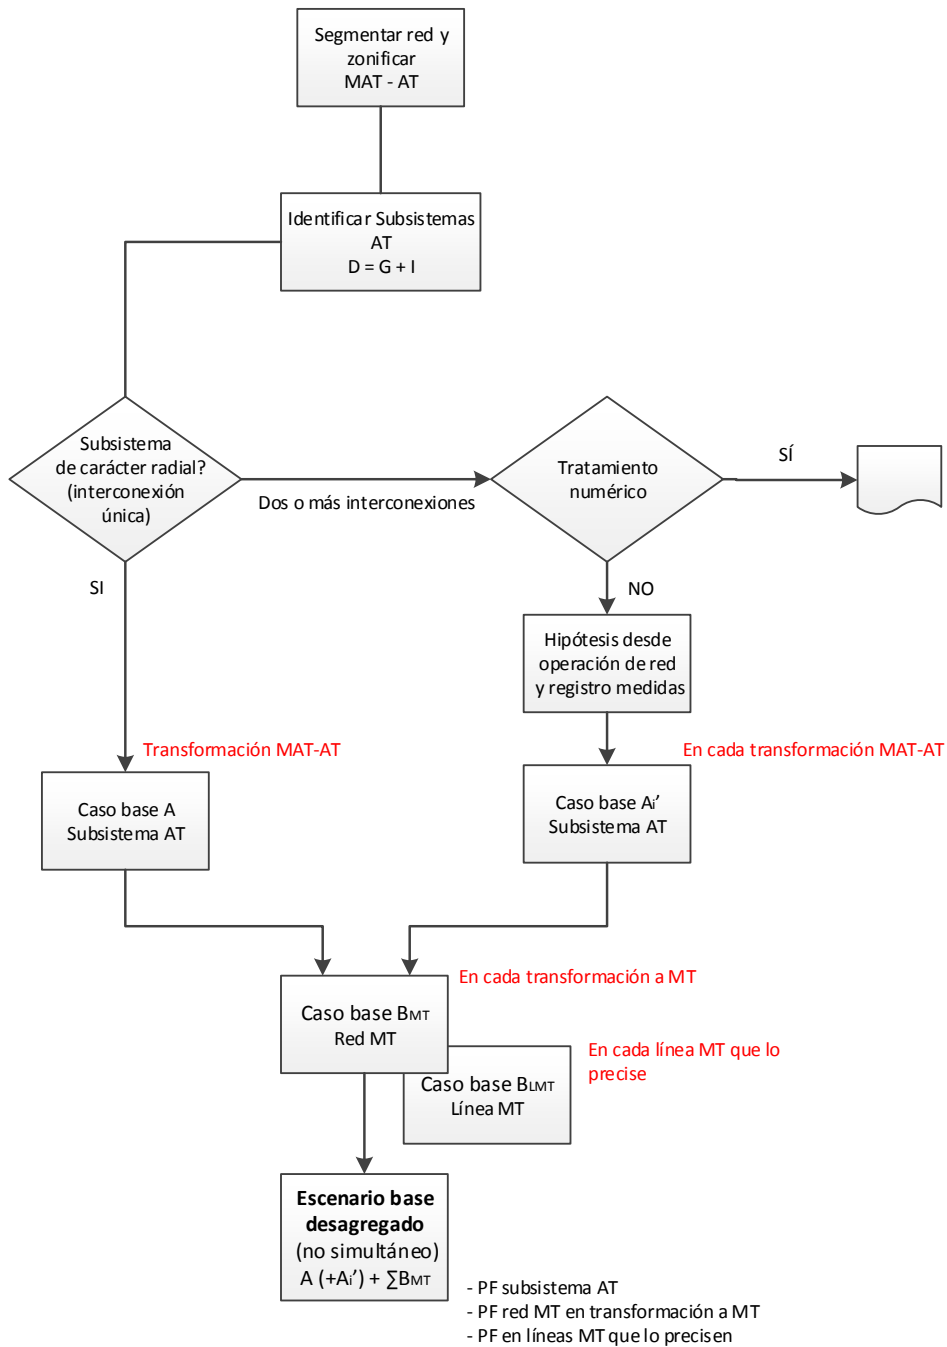 Segmentar red y
zonificar
MAT - AT
Identificar Subsistemas
AT
D = G + I
Subsistema
de carácter radial?
(interconexión
única)
Dos o más interconexiones
Tratamiento
numérico
SÍ
SI
NO
Hipótesis desde
operación de red
y registro medidas
Transformación MAT-AT
En cada transformación MAT-AT
Caso base A
Subsistema AT
Caso base Ai’
Subsistema AT
En cada transformación a MT
Caso base BMT
Red MT
En cada línea MT que lo
precise
Caso base BLMT
Línea MT
Escenario base
desagregado
(no simultáneo)
A (+Ai’) + ∑BMT
- PF subsistema AT
- PF red MT en transformación a MT
- PF en líneas MT que lo precisen